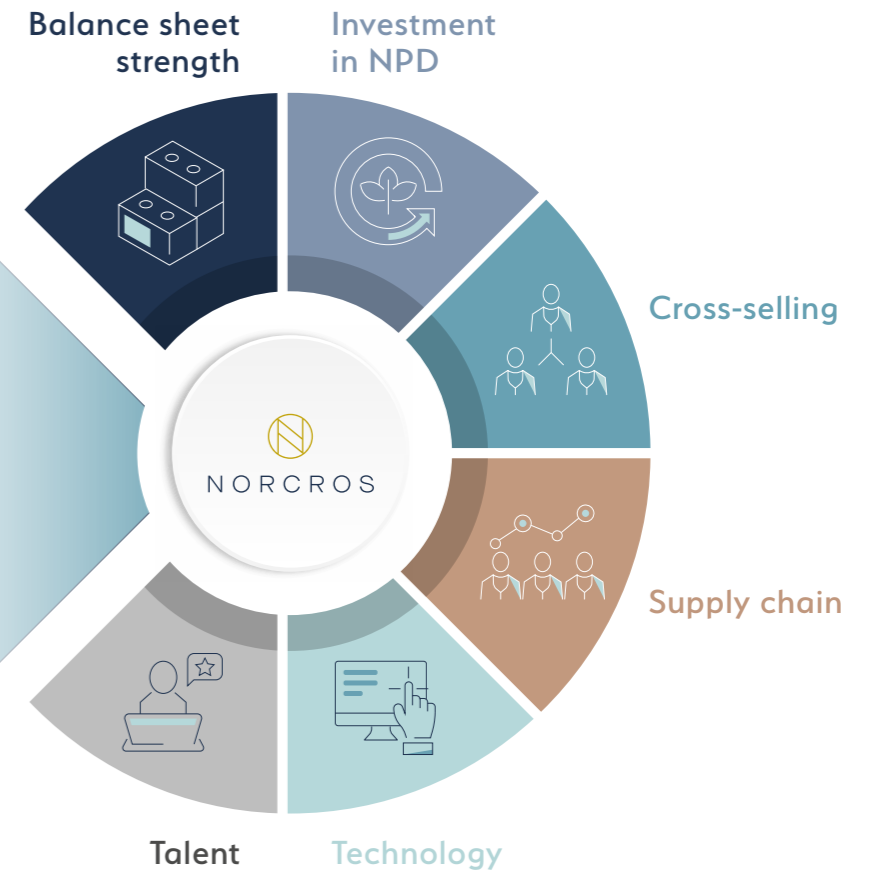 Balance sheet
strength
Investment
in NPD
Cross-selling
NORCROS
Supply chain
Talent
Technology